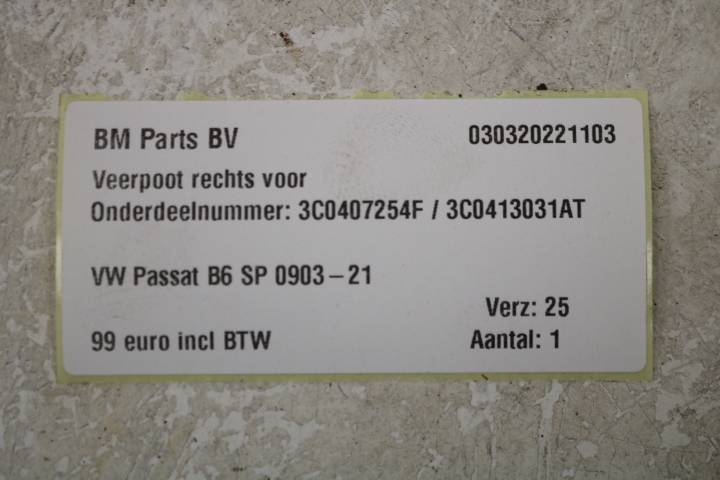 BM Parts BV 030320221103
Veerpoot rechts voor
Onderdeelnummer: 3C0407254F / 3C0413031AT
VW Passat B6 SP 0903-21
Verz: 25
99 euro incl BTW Aantal: 1